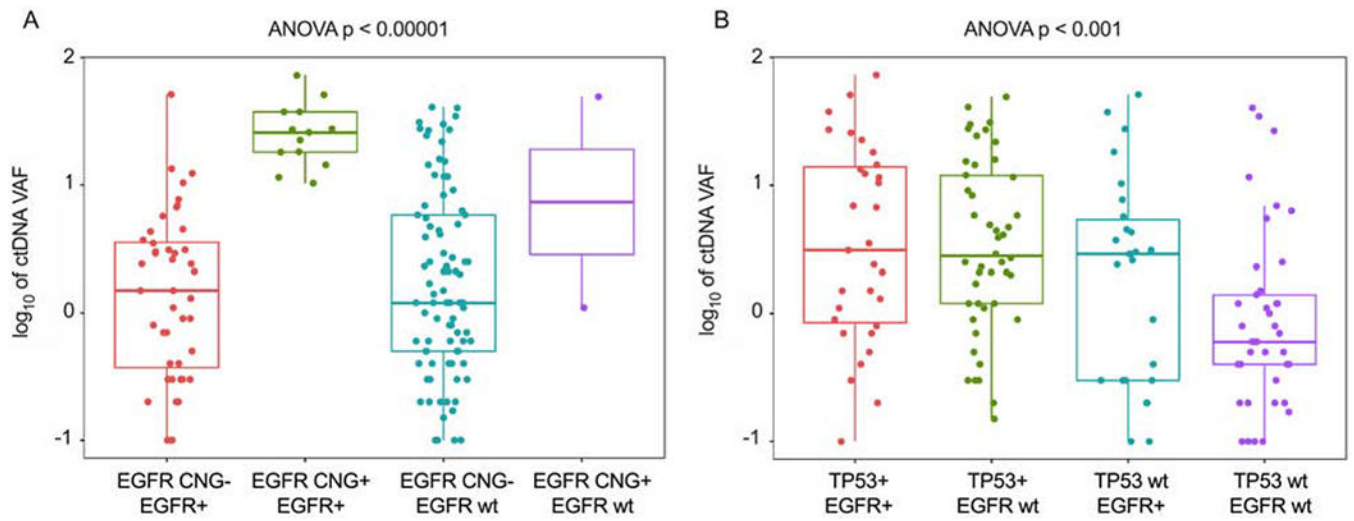 A
ANOVA p < 0.00001
log10 of ctDNA VAF
2
1
0
-1
EGFR CNG-
EGFR+
EGFR CNG+
EGFR+
EGFR CNG-
EGFR wt
EGFR CNG+
EGFR wt
B
ANOVA p < 0.001
log10 of ctDNA VAF
2
1
0
-1
TP53+
EGFR+
TP53+
EGFR wt
TP53 wt
EGFR+
TP53 wt
EGFR wt